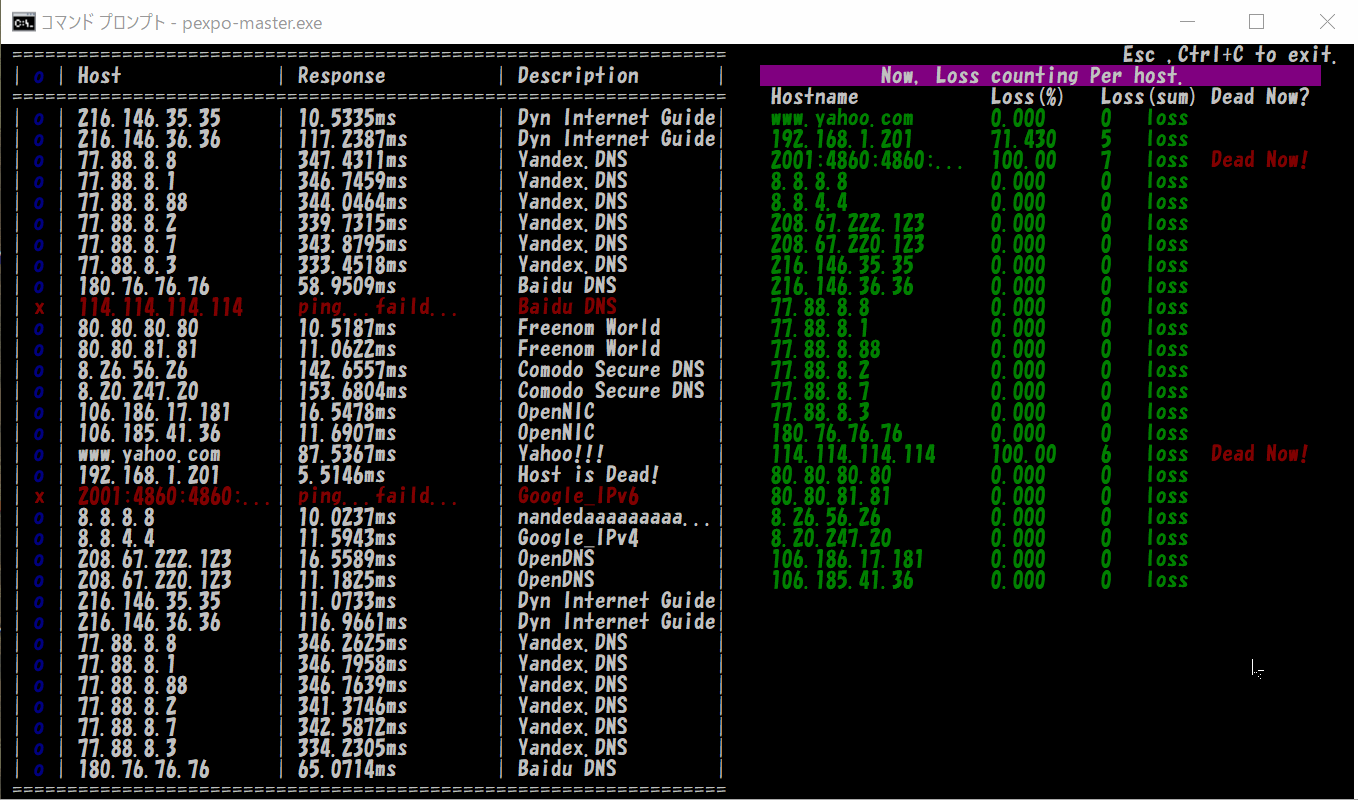 コマンド プロンプト - pexpo-master.exe
Esc ,Ctrl+C to exit.
| o | Host | Response | Description |
| o | 216.146.35.35 | 10.5335ms | Dyn Internet Guide|
| o | 216.146.36.36 | 117.2387ms | Dyn Internet Guide|
| o | 77.88.8.8 | 347.4311ms | Yandex.DNS |
| o | 77.88.8.1 | 346.7459ms | Yandex.DNS |
| o | 77.88.8.88 | 344.0464ms | Yandex.DNS |
| o | 77.88.8.2 | 339.7315ms | Yandex.DNS |
| o | 77.88.8.7 | 343.8795ms | Yandex.DNS |
| o | 77.88.8.3 | 333.4518ms | Yandex.DNS |
| o | 180.76.76.76 | 58.9509ms | Baidu DNS |
| x | 114.114.114.114 | ping...faild... | Baidu DNS |
| o | 80.80.80.80 | 10.5187ms | Freenom World |
| o | 80.80.81.81 | 11.0622ms | Freenom World |
| o | 8.26.56.26 | 142.6557ms | Comodo Secure DNS |
| o | 8.20.247.20 | 153.6804ms | Comodo Secure DNS |
| o | 106.186.17.181 | 16.5478ms | OpenNIC |
| o | 106.185.41.36 | 11.6907ms | OpenNIC |
| o | www.yahoo.com | 87.5367ms | Yahoo!!! |
| o | 192.168.1.201 | 5.5146ms | Host is Dead! |
| x | 2001:4860:4860:... | ping...faild... | Google_IPv6 |
| o | 8.8.8.8 | 10.0237ms | nandedaaaaaaaaa... |
| o | 8.8.4.4 | 11.5943ms | Google_IPv4 |
| o | 208.67.222.123 | 16.5589ms | OpenDNS |
| o | 208.67.220.123 | 11.1825ms | OpenDNS |
| o | 216.146.35.35 | 11.0733ms | Dyn Internet Guide|
| o | 216.146.36.36 | 116.9661ms | Dyn Internet Guide|
| o | 77.88.8.8 | 346.2625ms | Yandex.DNS |
| o | 77.88.8.1 | 346.7958ms | Yandex.DNS |
| o | 77.88.8.88 | 346.7639ms | Yandex.DNS |
| o | 77.88.8.2 | 341.3746ms | Yandex.DNS |
| o | 77.88.8.7 | 342.5872ms | Yandex.DNS |
| o | 77.88.8.3 | 334.2305ms | Yandex.DNS |
| o | 180.76.76.76 | 65.0714ms | Baidu DNS |
Now, Loss counting Per host.
Hostname Loss(%) Loss(sum) Dead Now?
www.yahoo.com 0.000 0 loss
192.168.1.201 71.430 5 loss
2001:4860:4860:... 100.00 7 loss Dead Now!
8.8.8.8 0.000 0 loss
8.8.4.4 0.000 0 loss
208.67.222.123 0.000 0 loss
208.67.220.123 0.000 0 loss
216.146.35.35 0.000 0 loss
216.146.36.36 0.000 0 loss
77.88.8.8 0.000 0 loss
77.88.8.1 0.000 0 loss
77.88.8.88 0.000 0 loss
77.88.8.2 0.000 0 loss
77.88.8.7 0.000 0 loss
77.88.8.3 0.000 0 loss
180.76.76.76 0.000 0 loss
114.114.114.114 100.00 6 loss Dead Now!
80.80.80.80 0.000 0 loss
80.80.81.81 0.000 0 loss
8.26.56.26 0.000 0 loss
8.20.247.20 0.000 0 loss
106.186.17.181 0.000 0 loss
106.185.41.36 0.000 0 loss